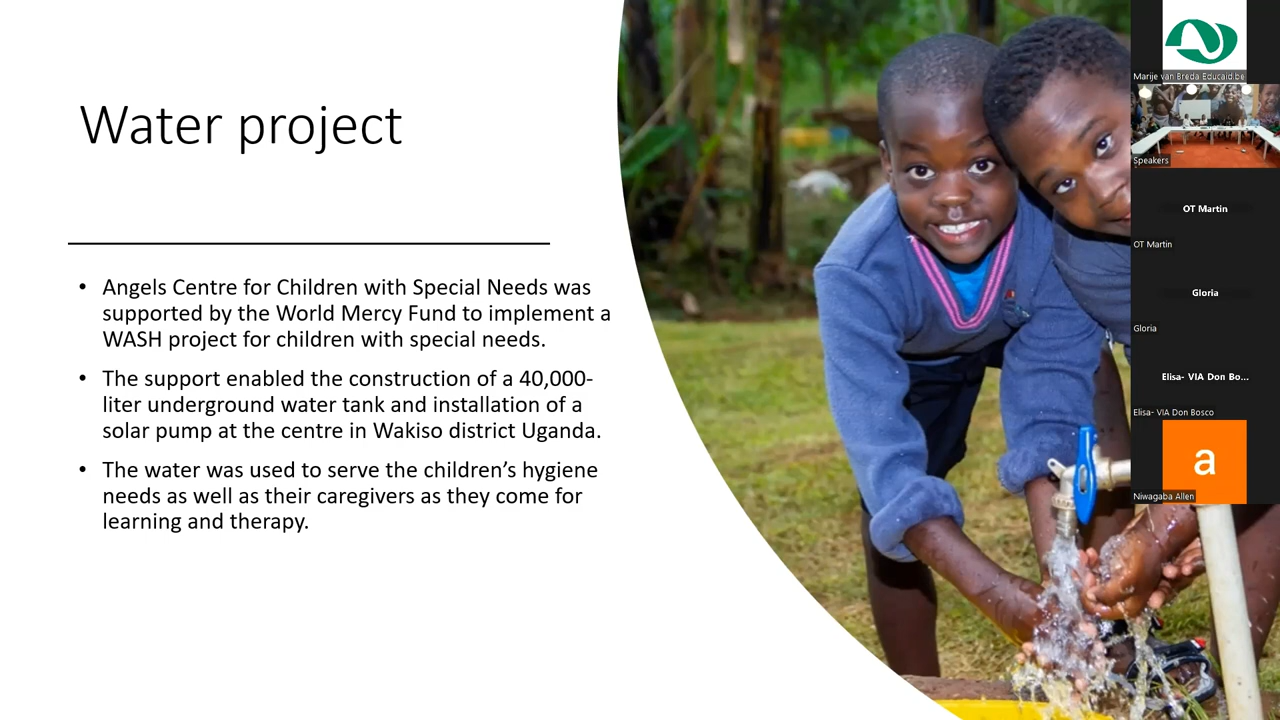 Water project
• Angels Centre for Children with Special Needs was
supported by the World Mercy Fund to implement a
WASH project for children with special needs.
• The support enabled the construction of a 40,000-
liter underground water tank and installation of a
solar pump at the centre in Wakiso district Uganda.
• The water was used to serve the children’s hygiene
needs as well as their caregivers as they come for
learning and therapy.
Marije van Breda Educaid.be
Speakers
OT Martin
OT Martin
Gloria
Gloria
Elisa- VIA Don Bo...
Elisa- VIA Don Bosco
a
Niwagaba Allen